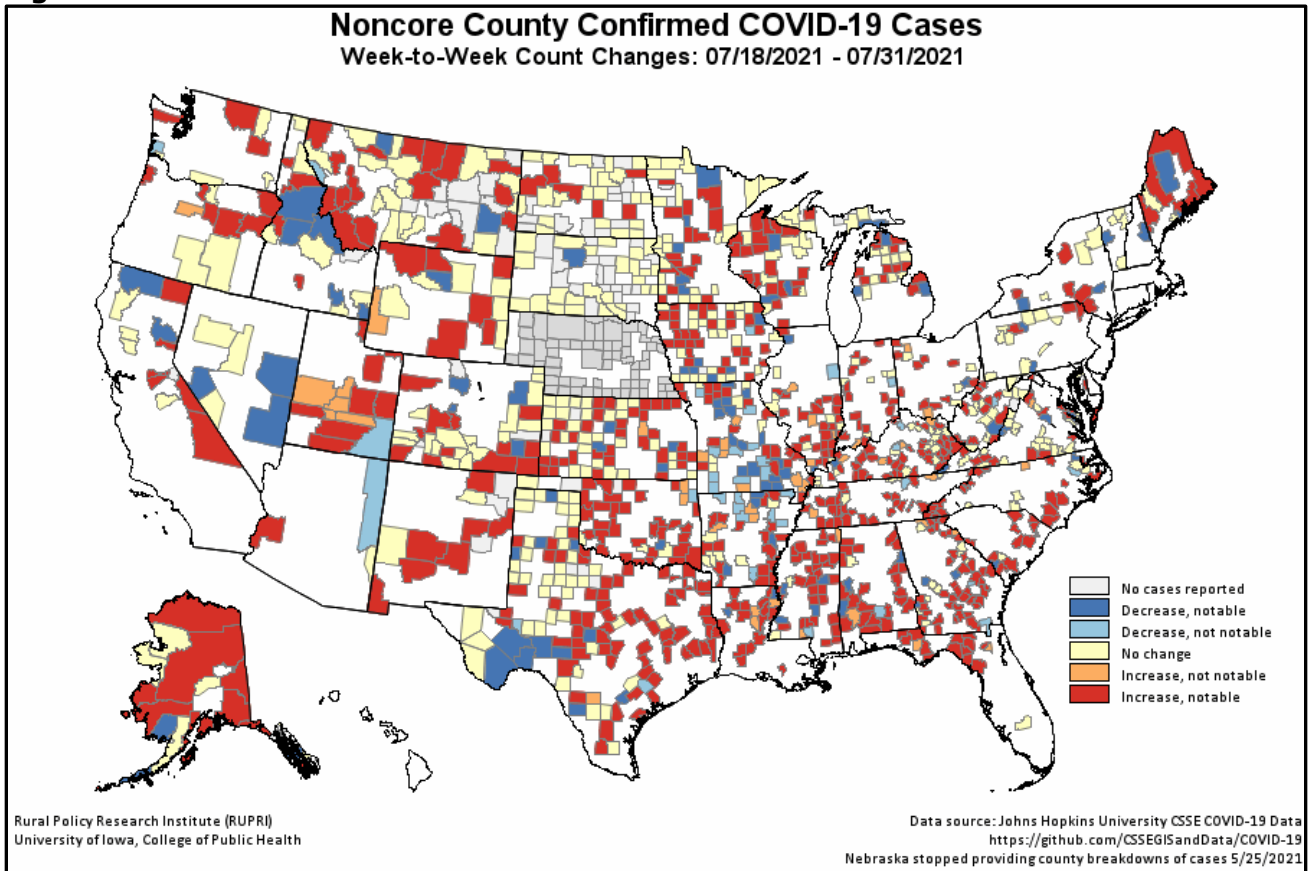 Noncore County Confirmed COVID-19 Cases
Week-to-Week Count Changes: 07/18/2021 - 07/31/2021
No cases reported
Decrease, notable
Decrease, not notable
No change
Increase, not notable
Increase, notable
Rural Policy Research Institute (RUPRI)
University of Iowa, College of Public Health
Data source: Johns Hopkins University CSSE COVID-19 Data
https://github.com/CSSEGISandData/COVID-19
Nebraska stopped providing county breakdowns of cases 5/25/2021